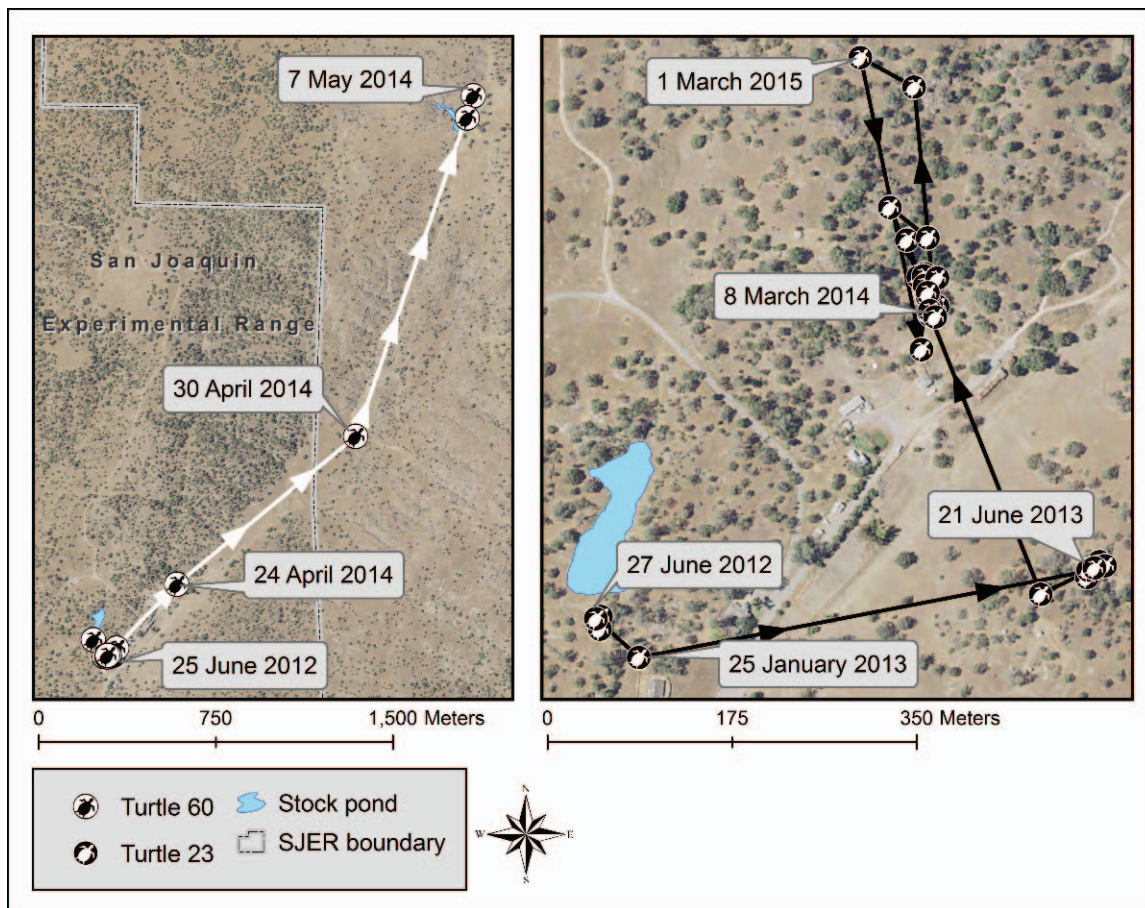 7 May 2014
San Joaquin
Experimental Range
30 April 2014
24 April 2014
25 June 2012
0 750 1,500 Meters
1 March 2015
8 March 2014
21 June 2013
27 June 2012
25 January 2013
0 175 350 Meters
Turtle 60 Stock pond
Turtle 23 SJER boundary
N
W E
S